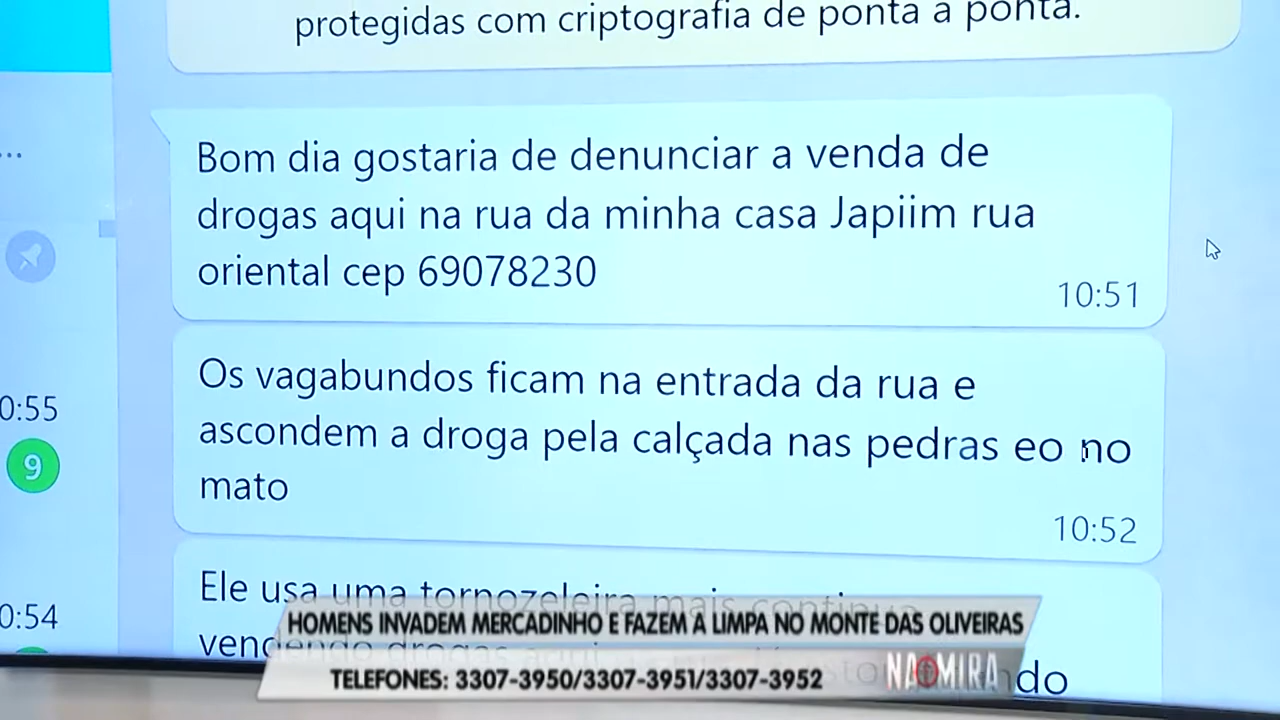 protegidas com criptografia de ponta a ponta.
Bom dia gostaria de denunciar a venda de
drogas aqui na rua da minha casa Japiim rua
oriental cep 69078230
10:51
Os vagabundos ficam na entrada da rua e
ascondem a droga pela calçada nas pedras eo no
mato
10:52
0:55
9
0:54
Ele usa uma tornozeleira mais continua
vendendo drogas
do
HOMENS INVADEM MERCADINHO E FAZEM A LIMPA NO MONTE DAS OLIVEIRAS
TELEFONES: 3307-3950/3307-3951/3307-3952
NA MIRA